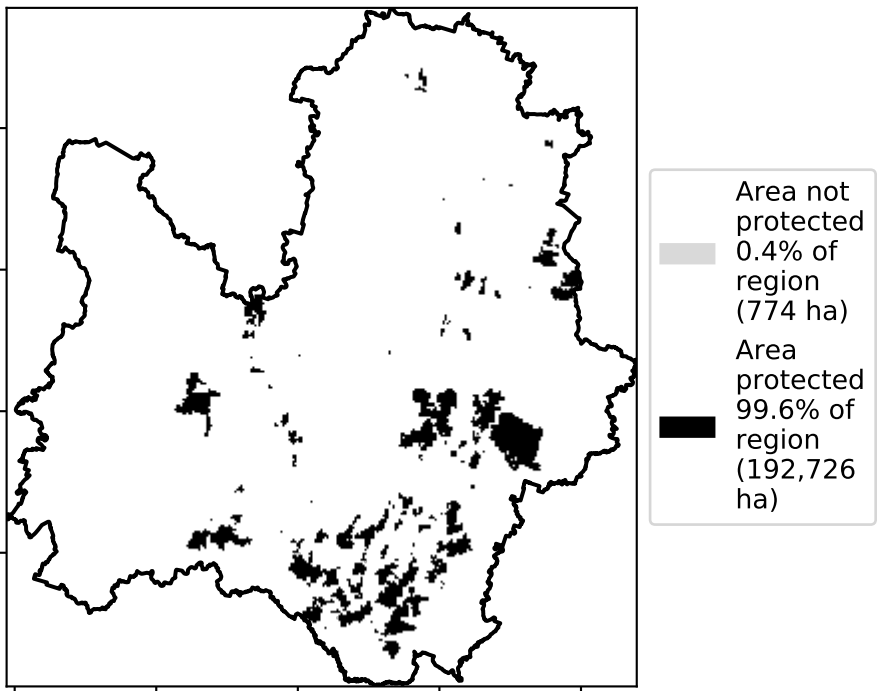 Area not
protected
0.4% of
region
(774 ha)
Area
protected
99.6% of
region
(192,726
ha)